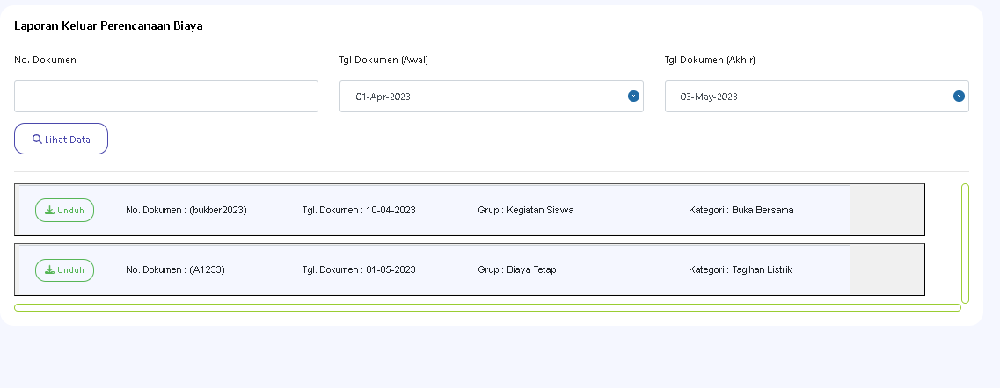 Laporan Keluar Perencanaan Biaya
No. Dokumen Tgl Dokumen (Awal) Tgl Dokumen (Akhir)
01-Apr-2023 03-May-2023
Lihat Data
Unduh No. Dokumen : (bukber2023) Tgl. Dokumen : 10-04-2023 Grup : Kegiatan Siswa Kategori : Buka Bersama
Unduh No. Dokumen : (A1233) Tgl. Dokumen : 01-05-2023 Grup : Biaya Tetap Kategori : Tagihan Listrik